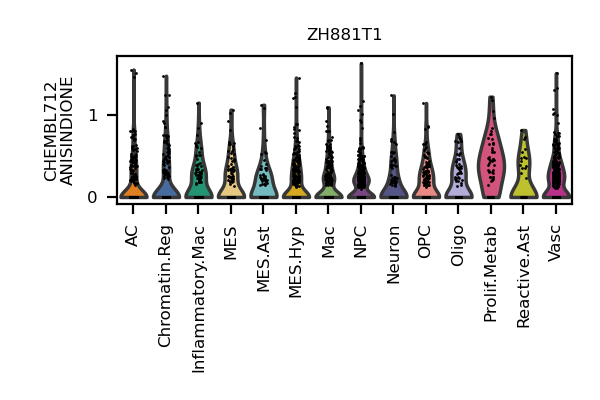 ZH881T1
CHEMBL712
ANISINDIONE
1
0
AC
Chromatin.Reg
Inflammatory.Mac
MES
MES.Ast
MES.Hyp
Mac
NPC
Neuron
OPC
Oligo
Prolif.Metab
Reactive.Ast
Vasc